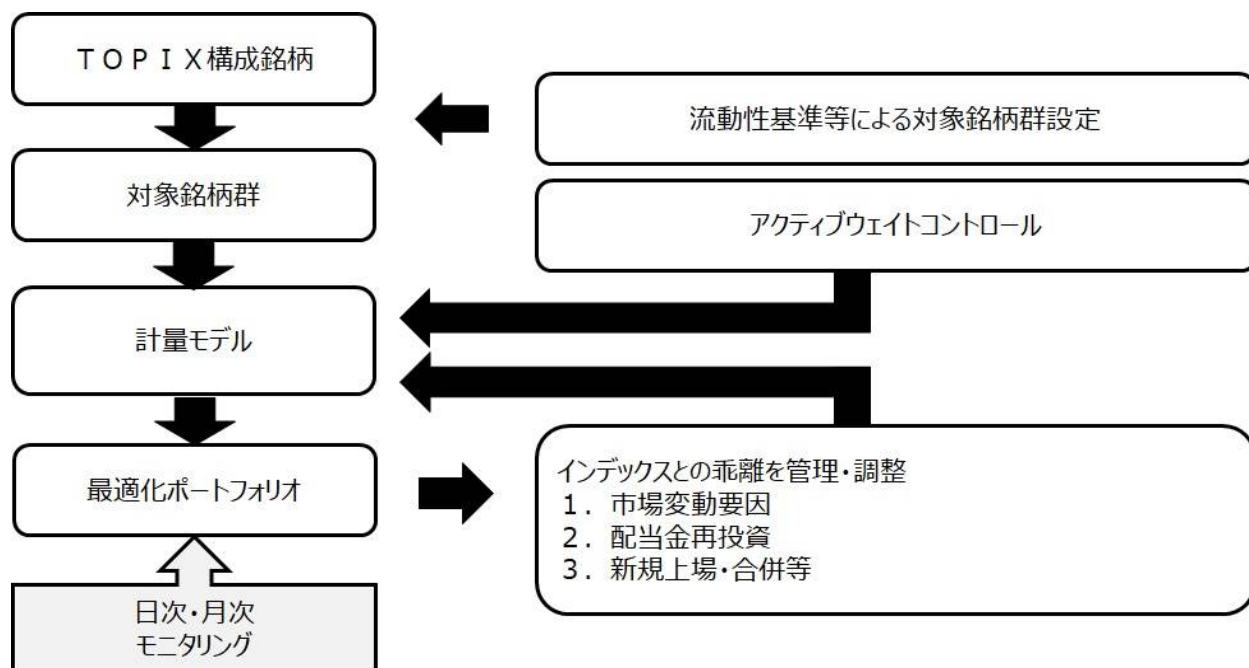 TOPIX構成銘柄
流動性基準等による対象銘柄群設定
対象銘柄群
アクティブウェイトコントロール
計量モデル
最適化ポートフォリオ
インデックスとの乖離を管理・調整
1. 市場変動要因
2. 配当金再投資
3. 新規上場・合併等
日次・月次
モニタリング